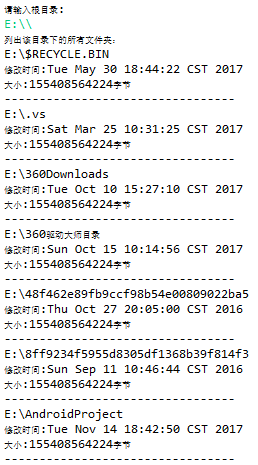 请输入根目录:
E:\\
列出该目录下的所有文件夹:
E:\$RECYCLE.BIN
修改时间:Tue May 30 18:44:22 CST 2017
大小:155408564224字节
---------------------------------
E:\.vs
修改时间:Sat Mar 25 10:31:25 CST 2017
大小:155408564224字节
---------------------------------
E:\360Downloads
修改时间:Tue Oct 10 15:27:10 CST 2017
大小:155408564224字节
---------------------------------
E:\360驱动大师目录
修改时间:Sun Oct 15 10:14:56 CST 2017
大小:155408564224字节
---------------------------------
E:\48f462e89fb9ccf98b54e00809022ba5
修改时间:Thu Oct 27 20:05:00 CST 2016
大小:155408564224字节
---------------------------------
E:\8ff9234f5955d8305df1368b39f814f3
修改时间:Sun Sep 11 10:46:44 CST 2016
大小:155408564224字节
---------------------------------
E:\AndroidProject
修改时间:Tue Nov 14 18:42:50 CST 2017
大小:155408564224字节
---------------------------------